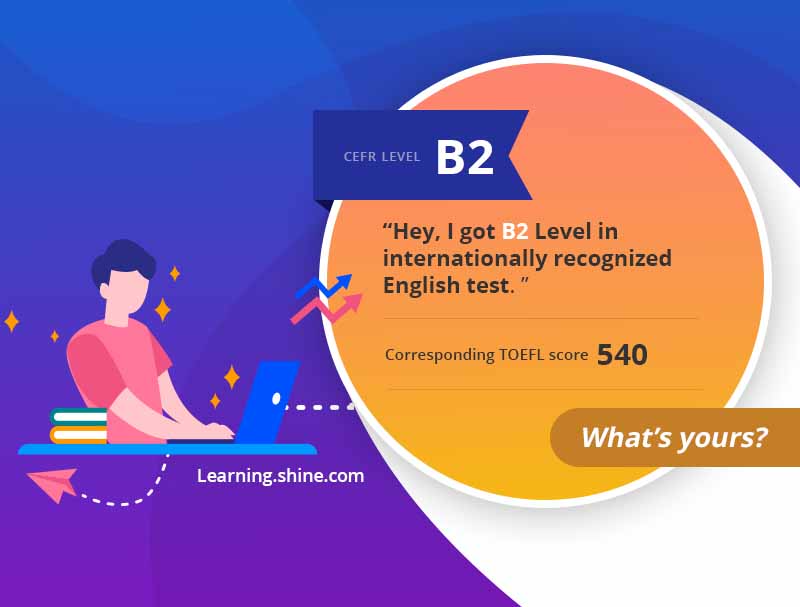 CEFR LEVEL B2
“Hey, I got B2 Level in
internationally recognized
English test. ”
Corresponding TOEFL score 540
What’s yours?
Learning.shine.com